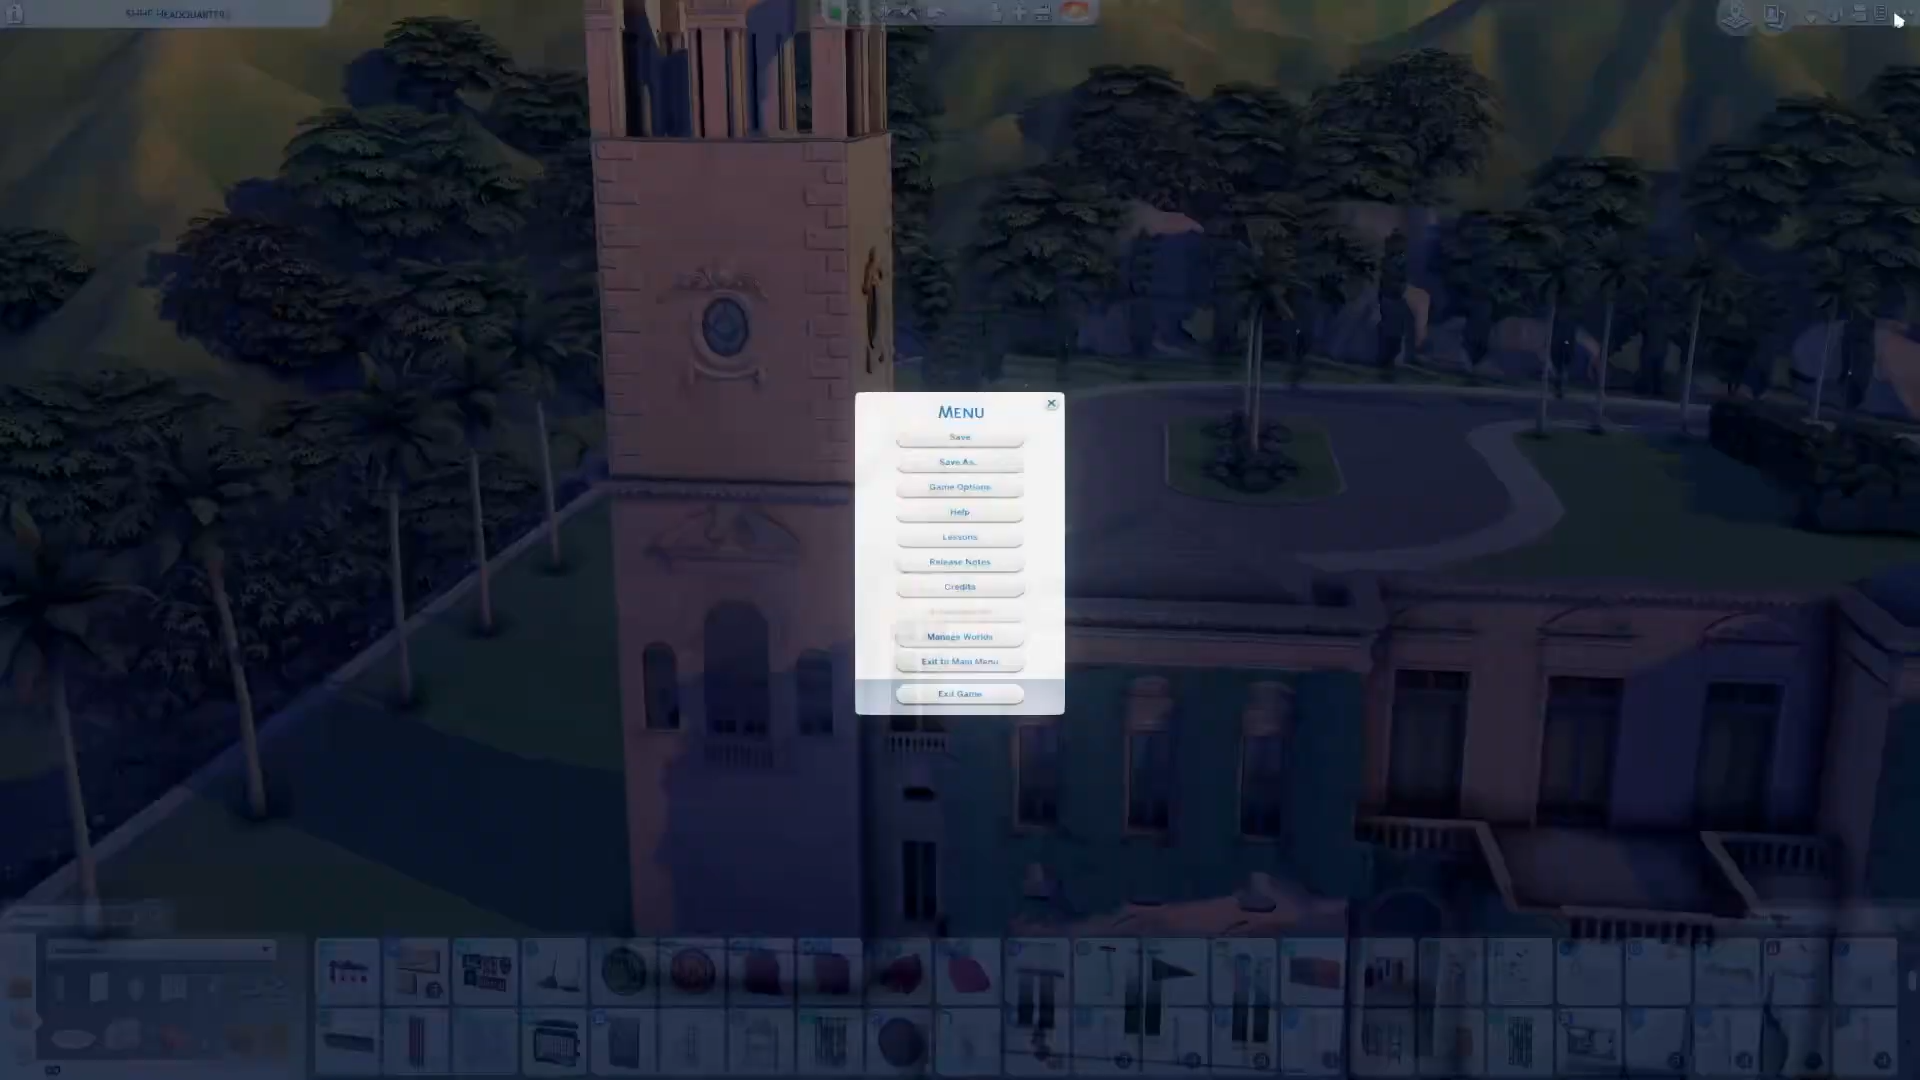 HEADQUARTERS
MENU
Save
Save As..
Game Options
Help
Lessons
Release Notes
Credits
Manage Worlds
Exit to Main Menu
Exit Game